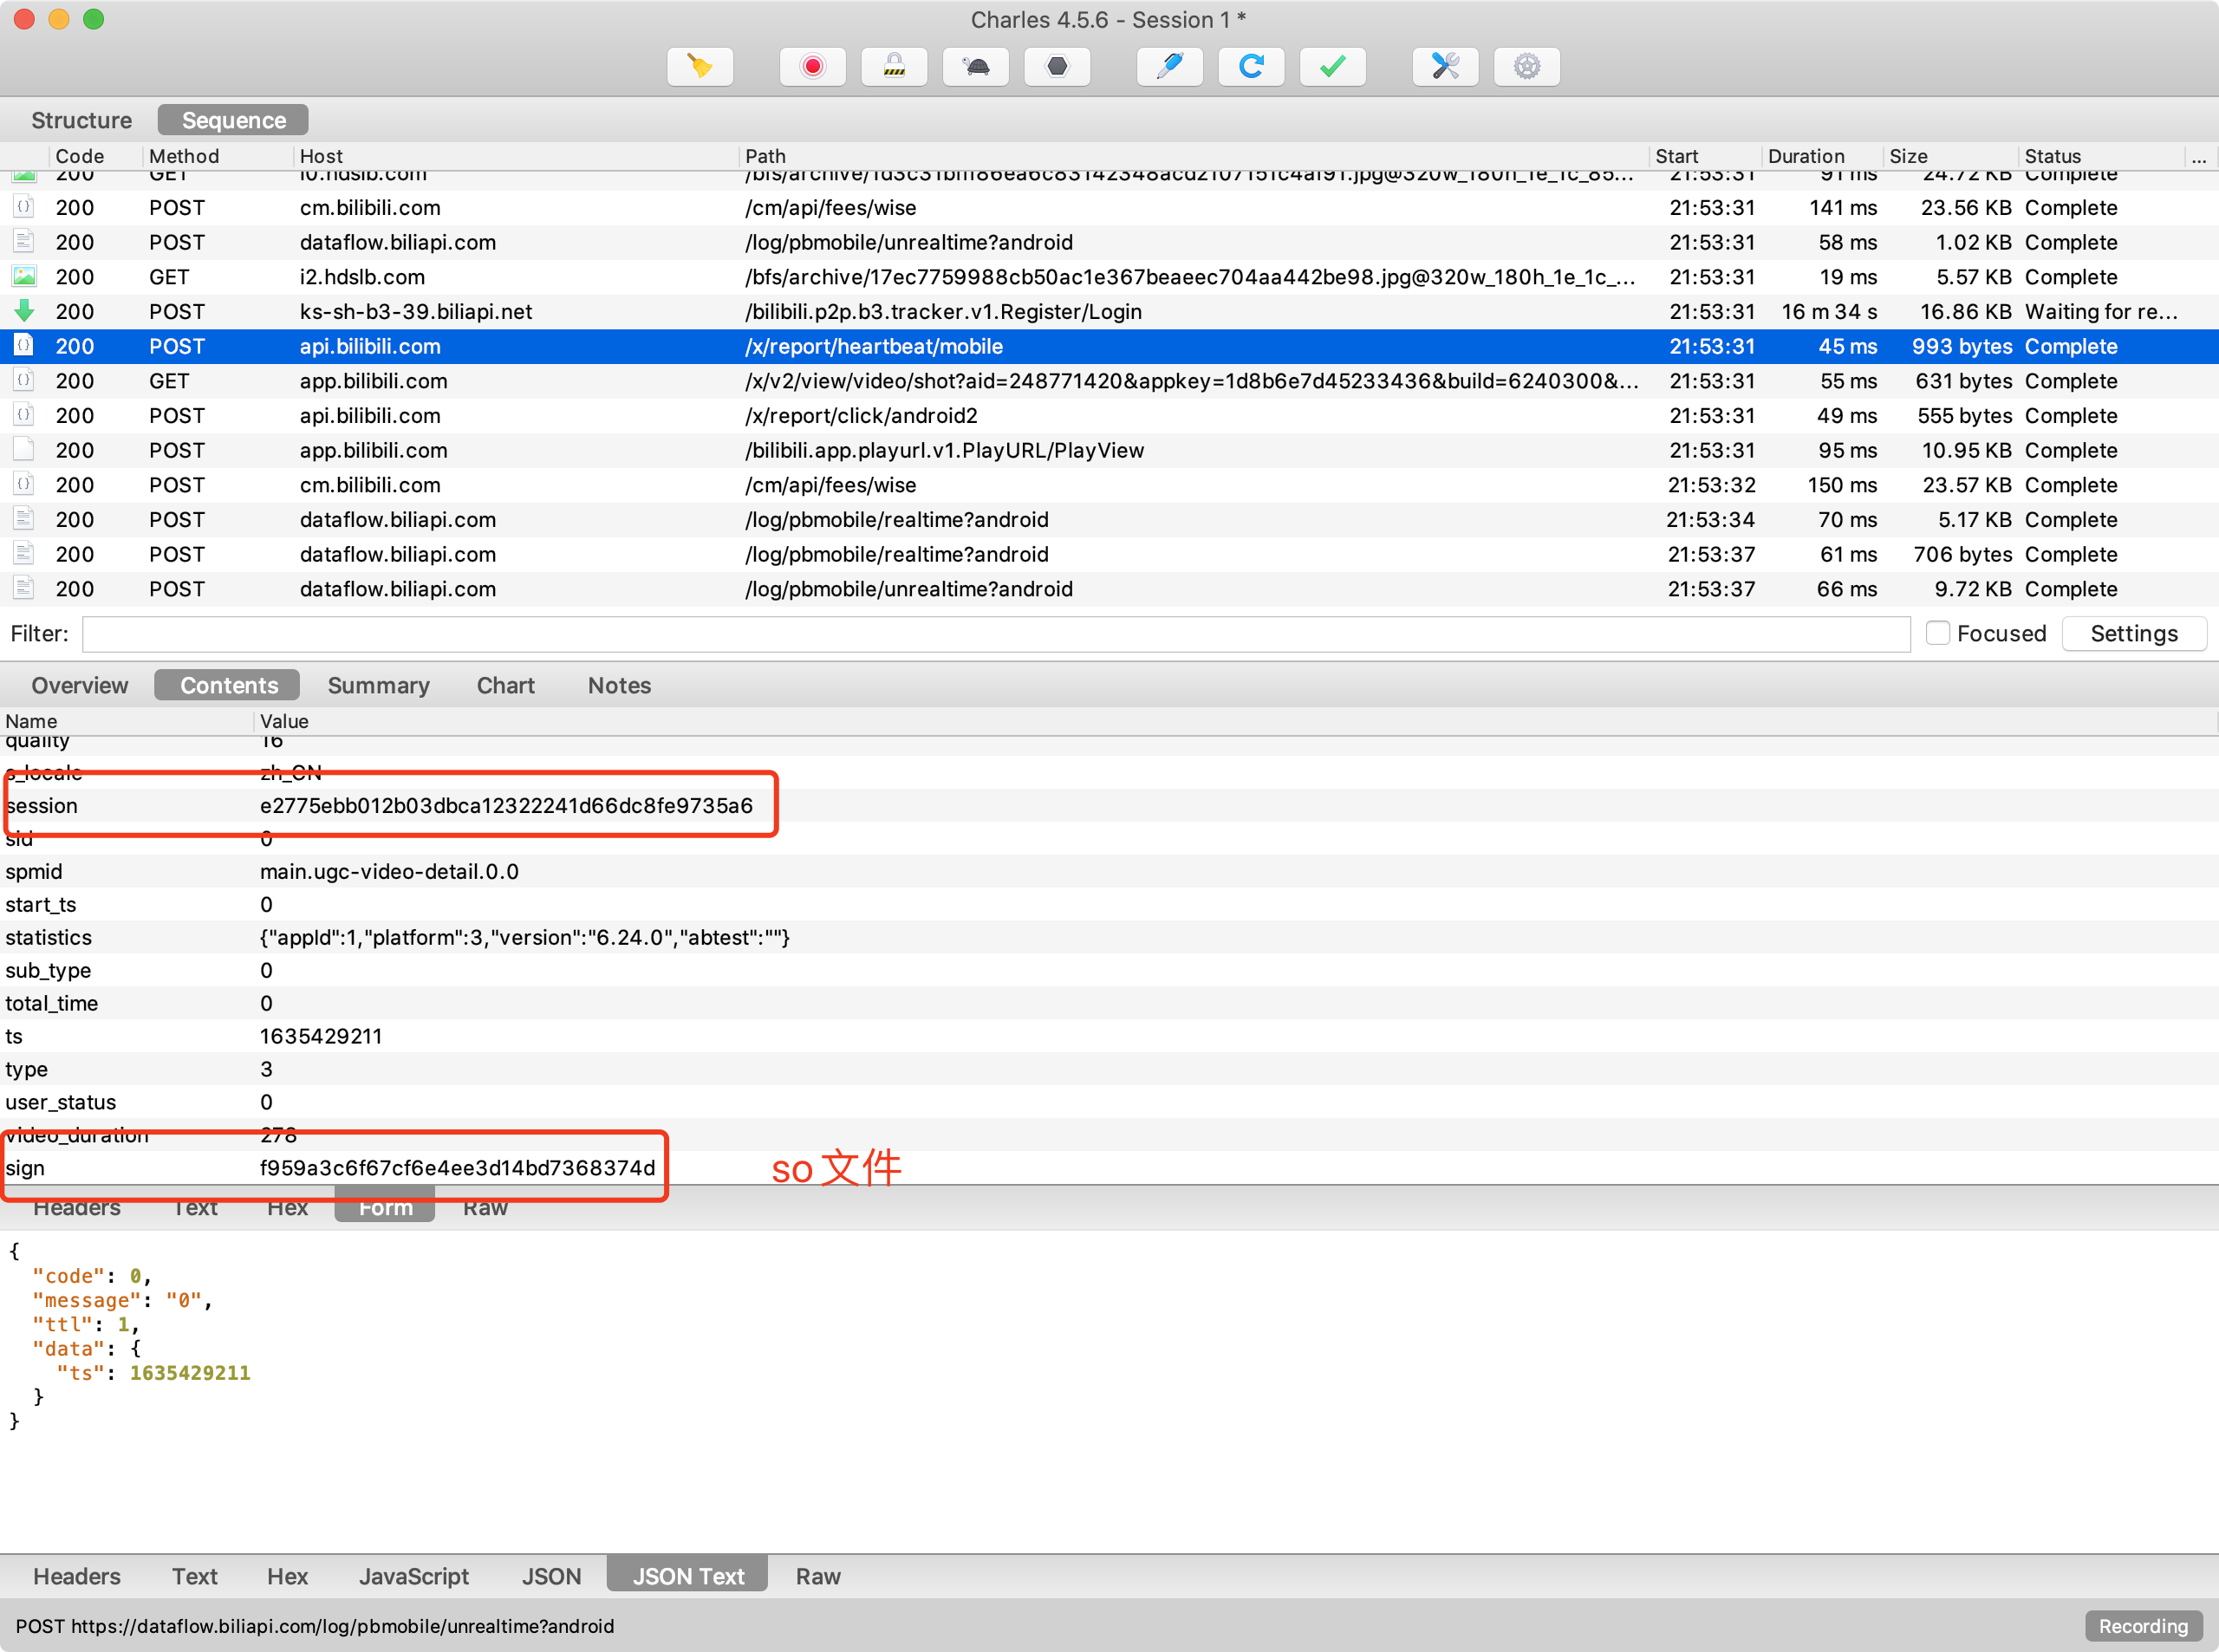 Charles 4.5.6 - Session 1 *
Structure Sequence
Code Method Host Path Start Duration Size Status ...
200 GET i0.hdslb.com 21:53:31 91 ms 24.72 KB Complete
200 POST cm.bilibili.com /cm/api/fees/wise 21:53:31 141 ms 23.56 KB Complete
200 POST dataflow.biliapi.com /log/pbmobile/unrealtime?android 21:53:31 58 ms 1.02 KB Complete
200 GET i2.hdslb.com /bfs/archive/17ec7759988cb50ac1e367beaeec704aa442be98.jpg@320w_180h_1e_1c_... 21:53:31 19 ms 5.57 KB Complete
200 POST ks-sh-b3-39.biliapi.net /bilibili.p2p.b3.tracker.v1.Register/Login 21:53:31 16 m 34 s 16.86 KB Waiting for re...
200 POST api.bilibili.com /x/report/heartbeat/mobile 21:53:31 45 ms 993 bytes Complete
200 GET app.bilibili.com /x/v2/view/video/shot?aid=248771420&appkey=1d8b6e7d45233436&build=6240300&... 21:53:31 55 ms 631 bytes Complete
200 POST api.bilibili.com /x/report/click/android2 21:53:31 49 ms 555 bytes Complete
200 POST app.bilibili.com /bilibili.app.playurl.v1.PlayURL/PlayView 21:53:31 95 ms 10.95 KB Complete
200 POST cm.bilibili.com /cm/api/fees/wise 21:53:32 150 ms 23.57 KB Complete
200 POST dataflow.biliapi.com /log/pbmobile/realtime?android 21:53:34 70 ms 5.17 KB Complete
200 POST dataflow.biliapi.com /log/pbmobile/realtime?android 21:53:37 61 ms 706 bytes Complete
200 POST dataflow.biliapi.com /log/pbmobile/unrealtime?android 21:53:37 66 ms 9.72 KB Complete
Filter: Focused Settings
Overview Contents Summary Chart Notes
Name Value
quality 16
s_locale zh_CN
session e2775ebb012b03dbca12322241d66dc8fe9735a6
sid 0
spmid main.ugc-video-detail.0.0
start_ts 0
statistics {"appId":1,"platform":3,"version":"6.24.0","abtest":""}
sub_type 0
total_time 0
ts 1635429211
type 3
user_status 0
video_duration 278
sign f959a3c6f67cf6e4ee3d14bd7368374d so 文件
Headers Text Hex Form Raw
{
"code": 0,
"message": "0",
"ttl": 1,
"data": {
"ts": 1635429211
}
}
Headers Text Hex JavaScript JSON JSON Text Raw
POST https://dataflow.biliapi.com/log/pbmobile/unrealtime?android Recording